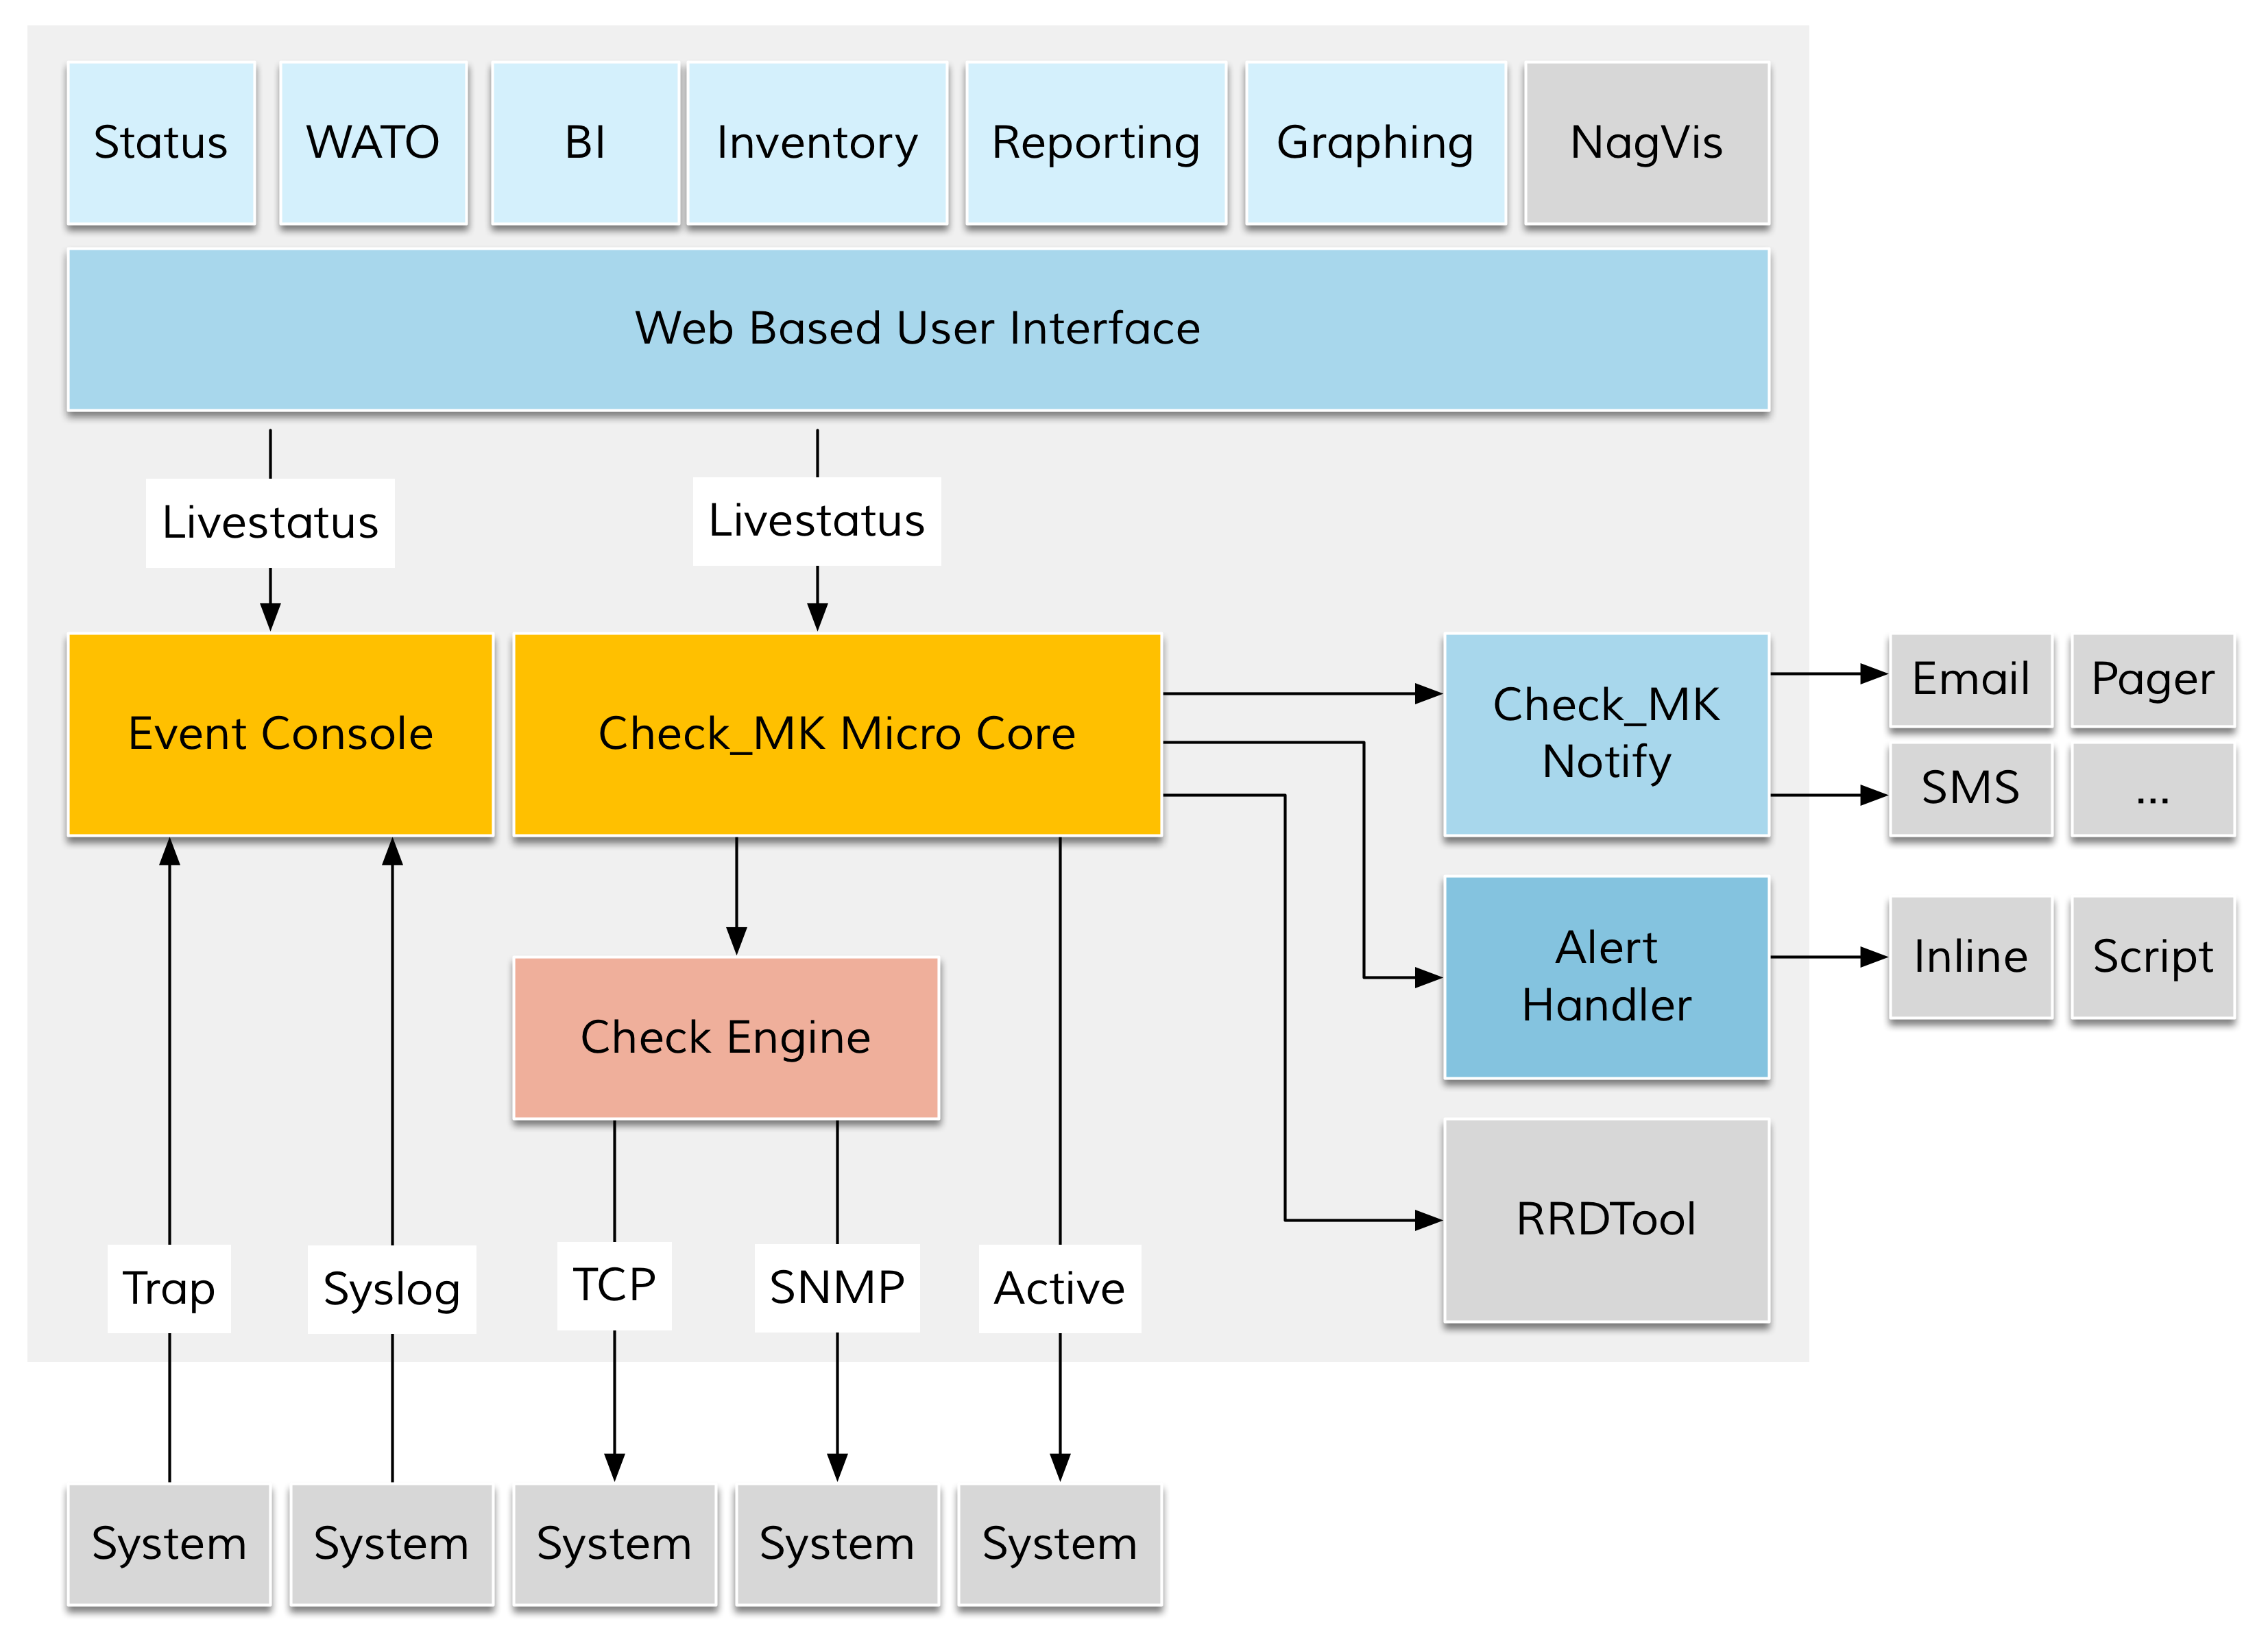 Status
WATO
BI
Inventory
Reporting
Graphing
NagVis
Web Based User Interface
Livestatus
Livestatus
Event Console
Check_MK Micro Core
Check_MK
Notify
Email
Pager
SMS
...
Alert
Handler
Inline
Script
Check Engine
RRDTool
Trap
Syslog
TCP
SNMP
Active
System
System
System
System
System